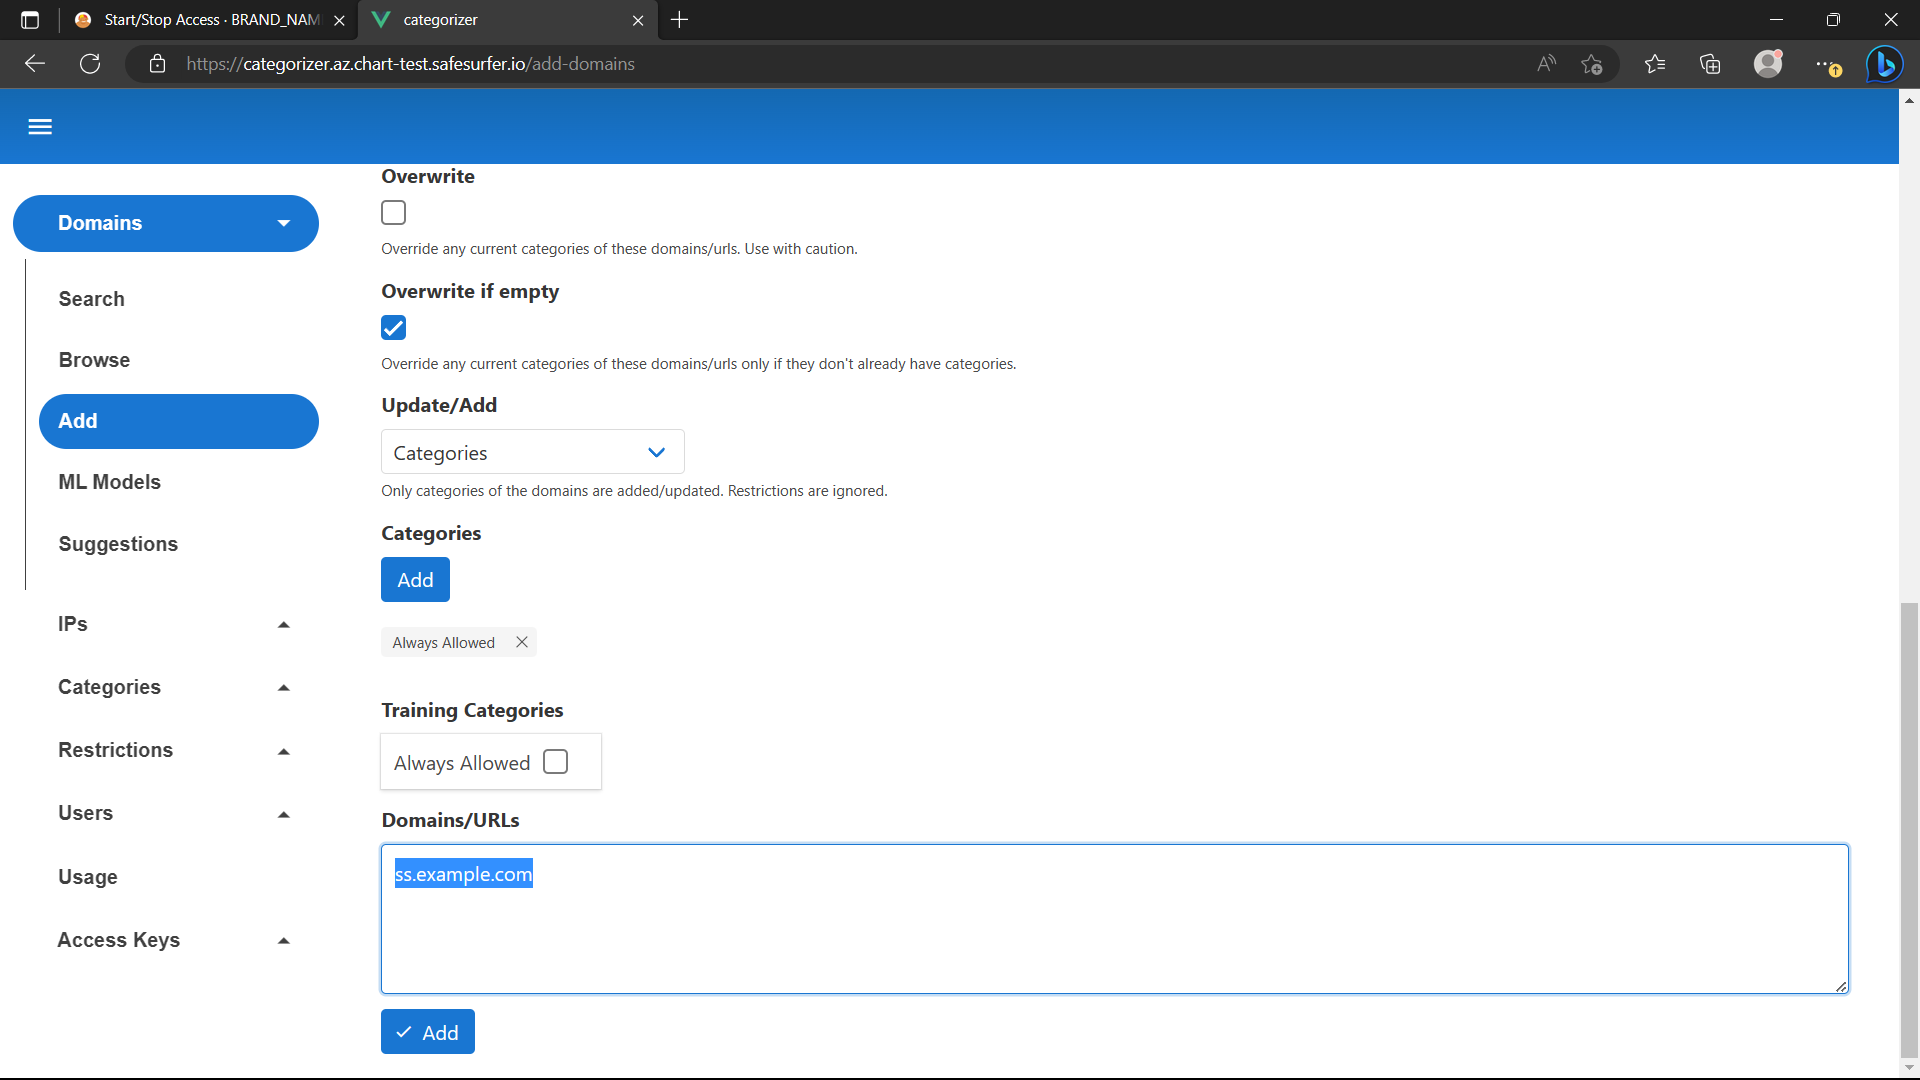 Start/Stop Access · BRAND_NAM
categorizer
https://categorizer.az.chart-test.safesurfer.io/add-domains
Domains
Search
Browse
Add
ML Models
Suggestions
IPs
Categories
Restrictions
Users
Usage
Access Keys
Overwrite
Override any current categories of these domains/urls. Use with caution.
Overwrite if empty
Override any current categories of these domains/urls only if they don't already have categories.
Update/Add
Categories
Only categories of the domains are added/updated. Restrictions are ignored.
Categories
Add
Always Allowed
Training Categories
Always Allowed
Domains/URLs
ss.example.com
Add